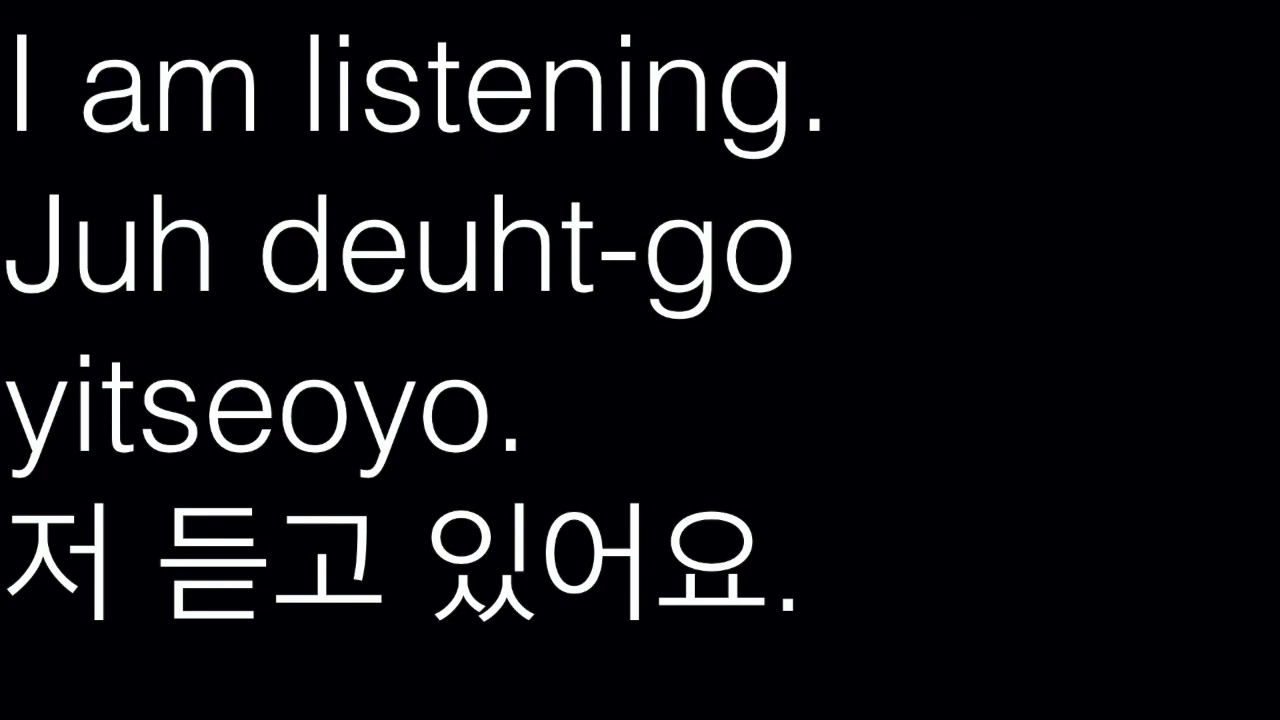 I am listening.
Juh deuht-go
yitseoyo.
저 듣고 있어요.